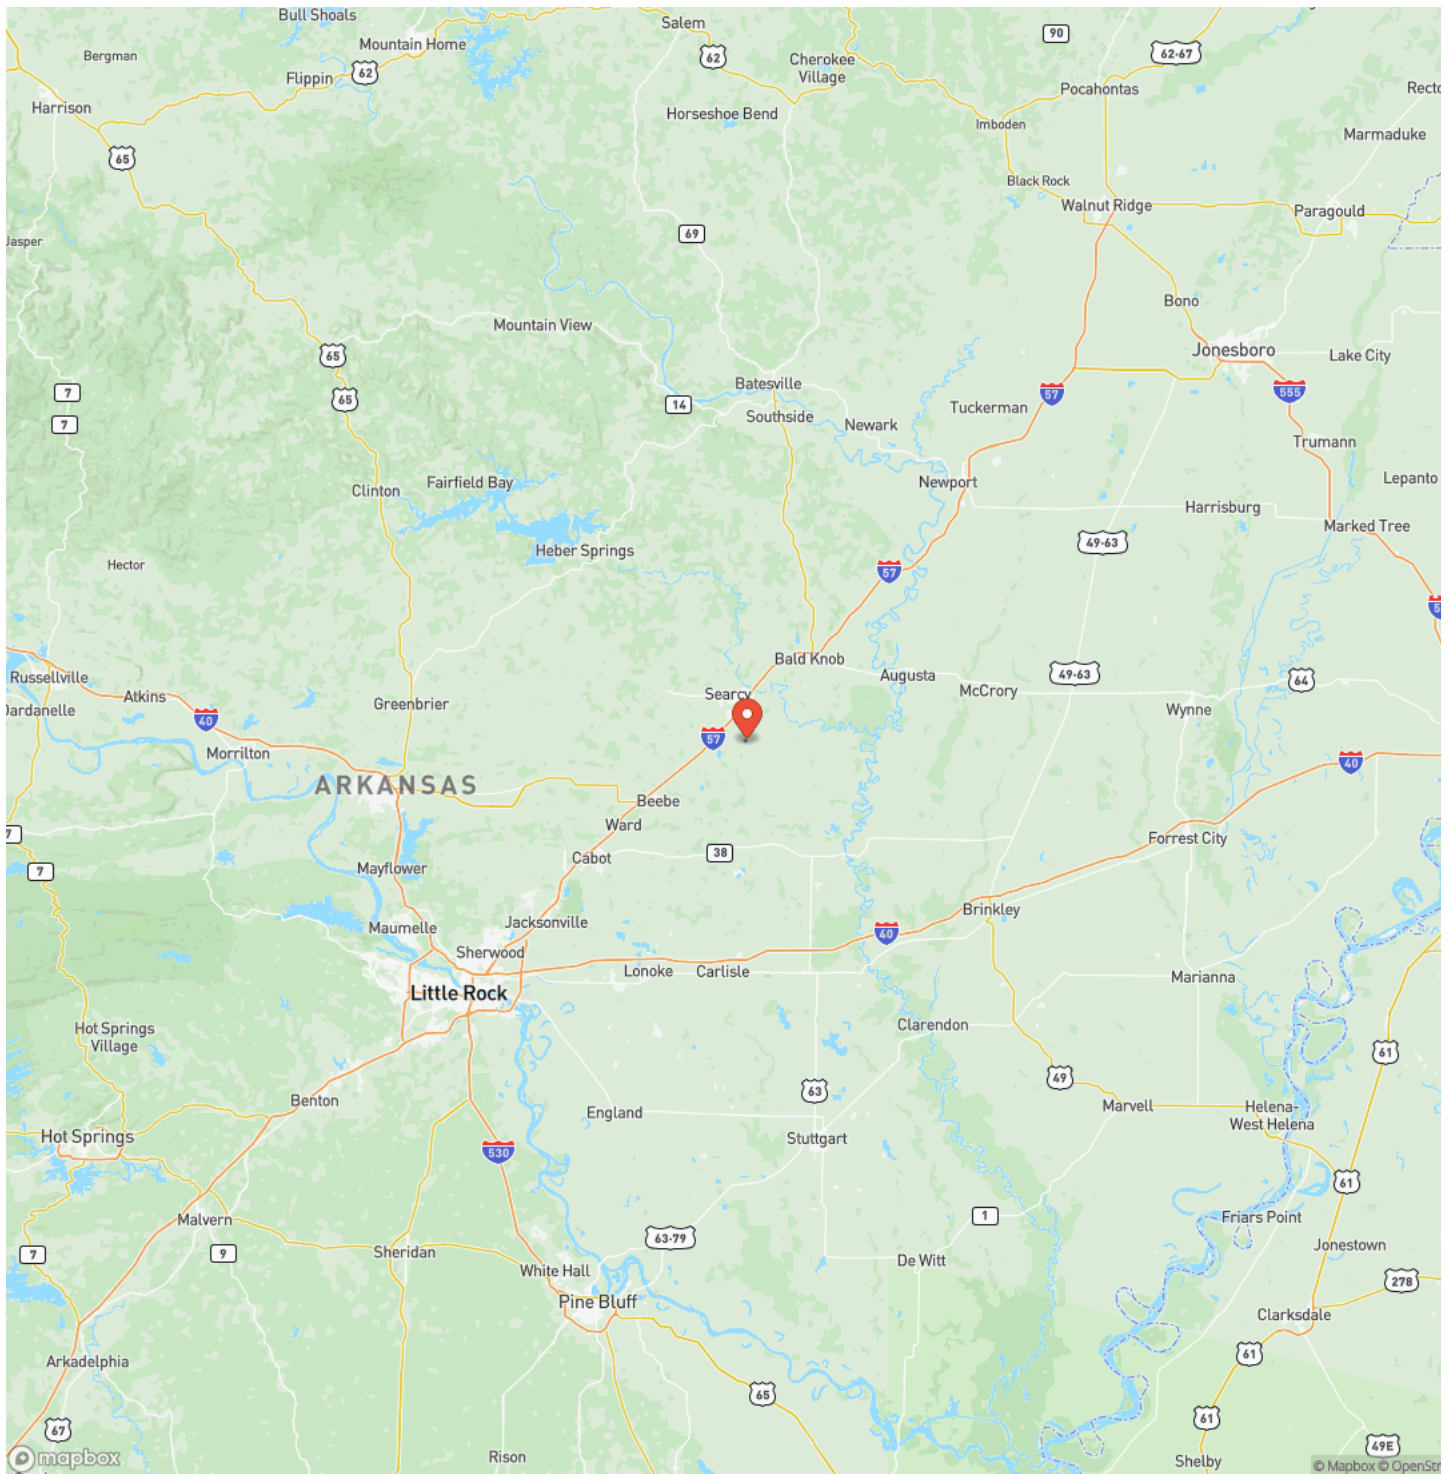 Bull Shoals
Salem
90
Bergman
Mountain Home
62
Cherokee
Village
62-67
Flippin
62
Pocahontas
Harrison
Horseshoe Bend
Imboden
Marmaduke
65
Black Rock
Walnut Ridge
Paragould
Jasper
69
Bono
Mountain View
65
Jonesboro
Lake City
7
65
Batesville
57
555
14
Tuckerman
7
Southside
Newark
Trumann
Clinton
Fairfield Bay
Newport
Lepanto
Harrisburg
Marked Tree
Heber Springs
49-63
Hector
57
Bald Knob
Russellville
Augusta
49-63
64
Atkins
Searcy
McCrory
Dardanelle
Greenbrier
Wynne
40
57
Morrilton
40
ARKANSAS
Beebe
7
Ward
Forrest City
Cabot
38
7
Mayflower
Brinkley
Maumelle
Jacksonville
40
Sherwood
Lonoke
Carlisle
Marianna
Little Rock
Hot Springs
Village
Clarendon
61
49
63
Benton
England
Marvell
Helena-
West Helena
Hot Springs
Stuttgart
530
61
Malvern
1
Friars Point
7
9
Sheridan
63-79
Jonestown
White Hall
De Witt
278
Pine Bluff
Clarksdale
Arkadelphia
61
65
67
61
49E
Rison
Shelby
mapbox
© Mapbox © OpenStr